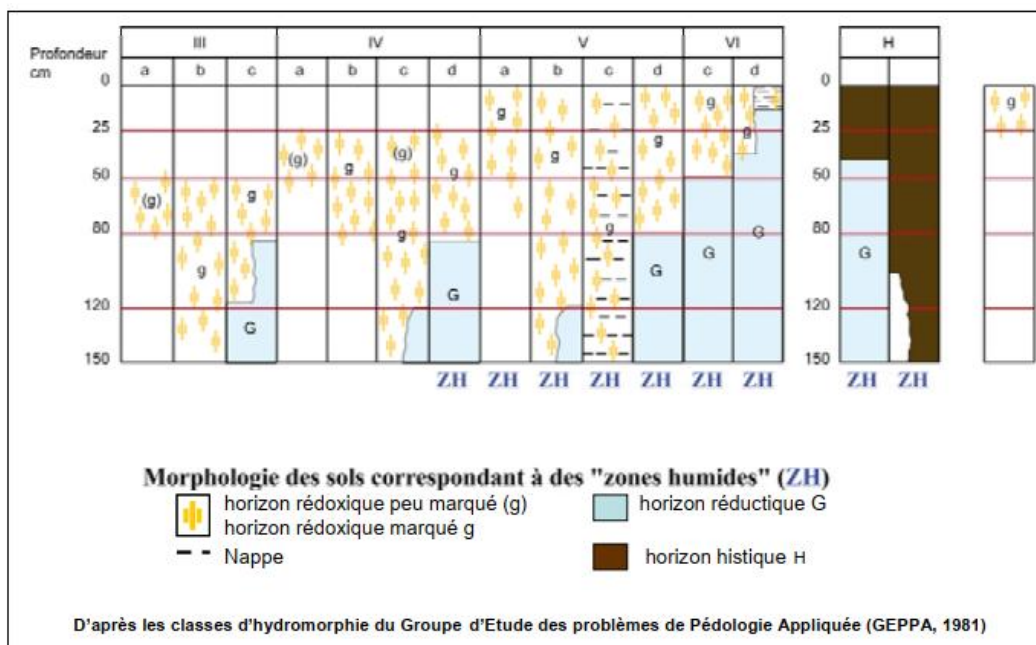 III IV V VI H
Profondeur
cm
a b c a b c d a b c d c d
0 0
g g g
(g) g (g) g g g g
25 25
(g) g g b g
50 50
80 80
g g g G G G G
120 120
G
150 150
ZH ZH ZH ZH ZH ZH ZH ZH ZH
Morphologie des sols correspondant à des "zones humides" (ZH)
horizon rédoxique peu marqué (g)
horizon rédoxique marqué g
horizon réductique G
Nappe
horizon histique H
D'après les classes d'hydromorphie du Groupe d'Etude des problèmes de Pédologie Appliquée (GEPPA, 1981)